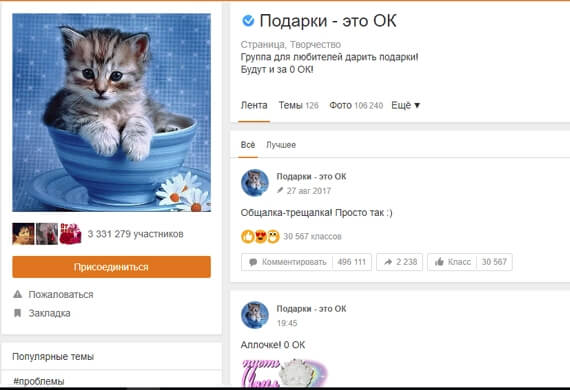 Подарки - это ОК
Страница, Творчество
Группа для любителей дарить подарки!
Будут и за 0 ОК!
Лента Темы 126 Фото 106 240 Ещё ▼
Всё Лучшее
Подарки - это ОК
27 авг 2017
Общалка-трещалка! Просто так :)
30 567 классов
Комментировать 496 111 2 238 Класс 30 567
Подарки - это ОК
19:45
Аллочке! 0 ОК
пусть
3 331 279 участников
Присоединиться
Пожаловаться
Закладка
Популярные темы
#проблемы